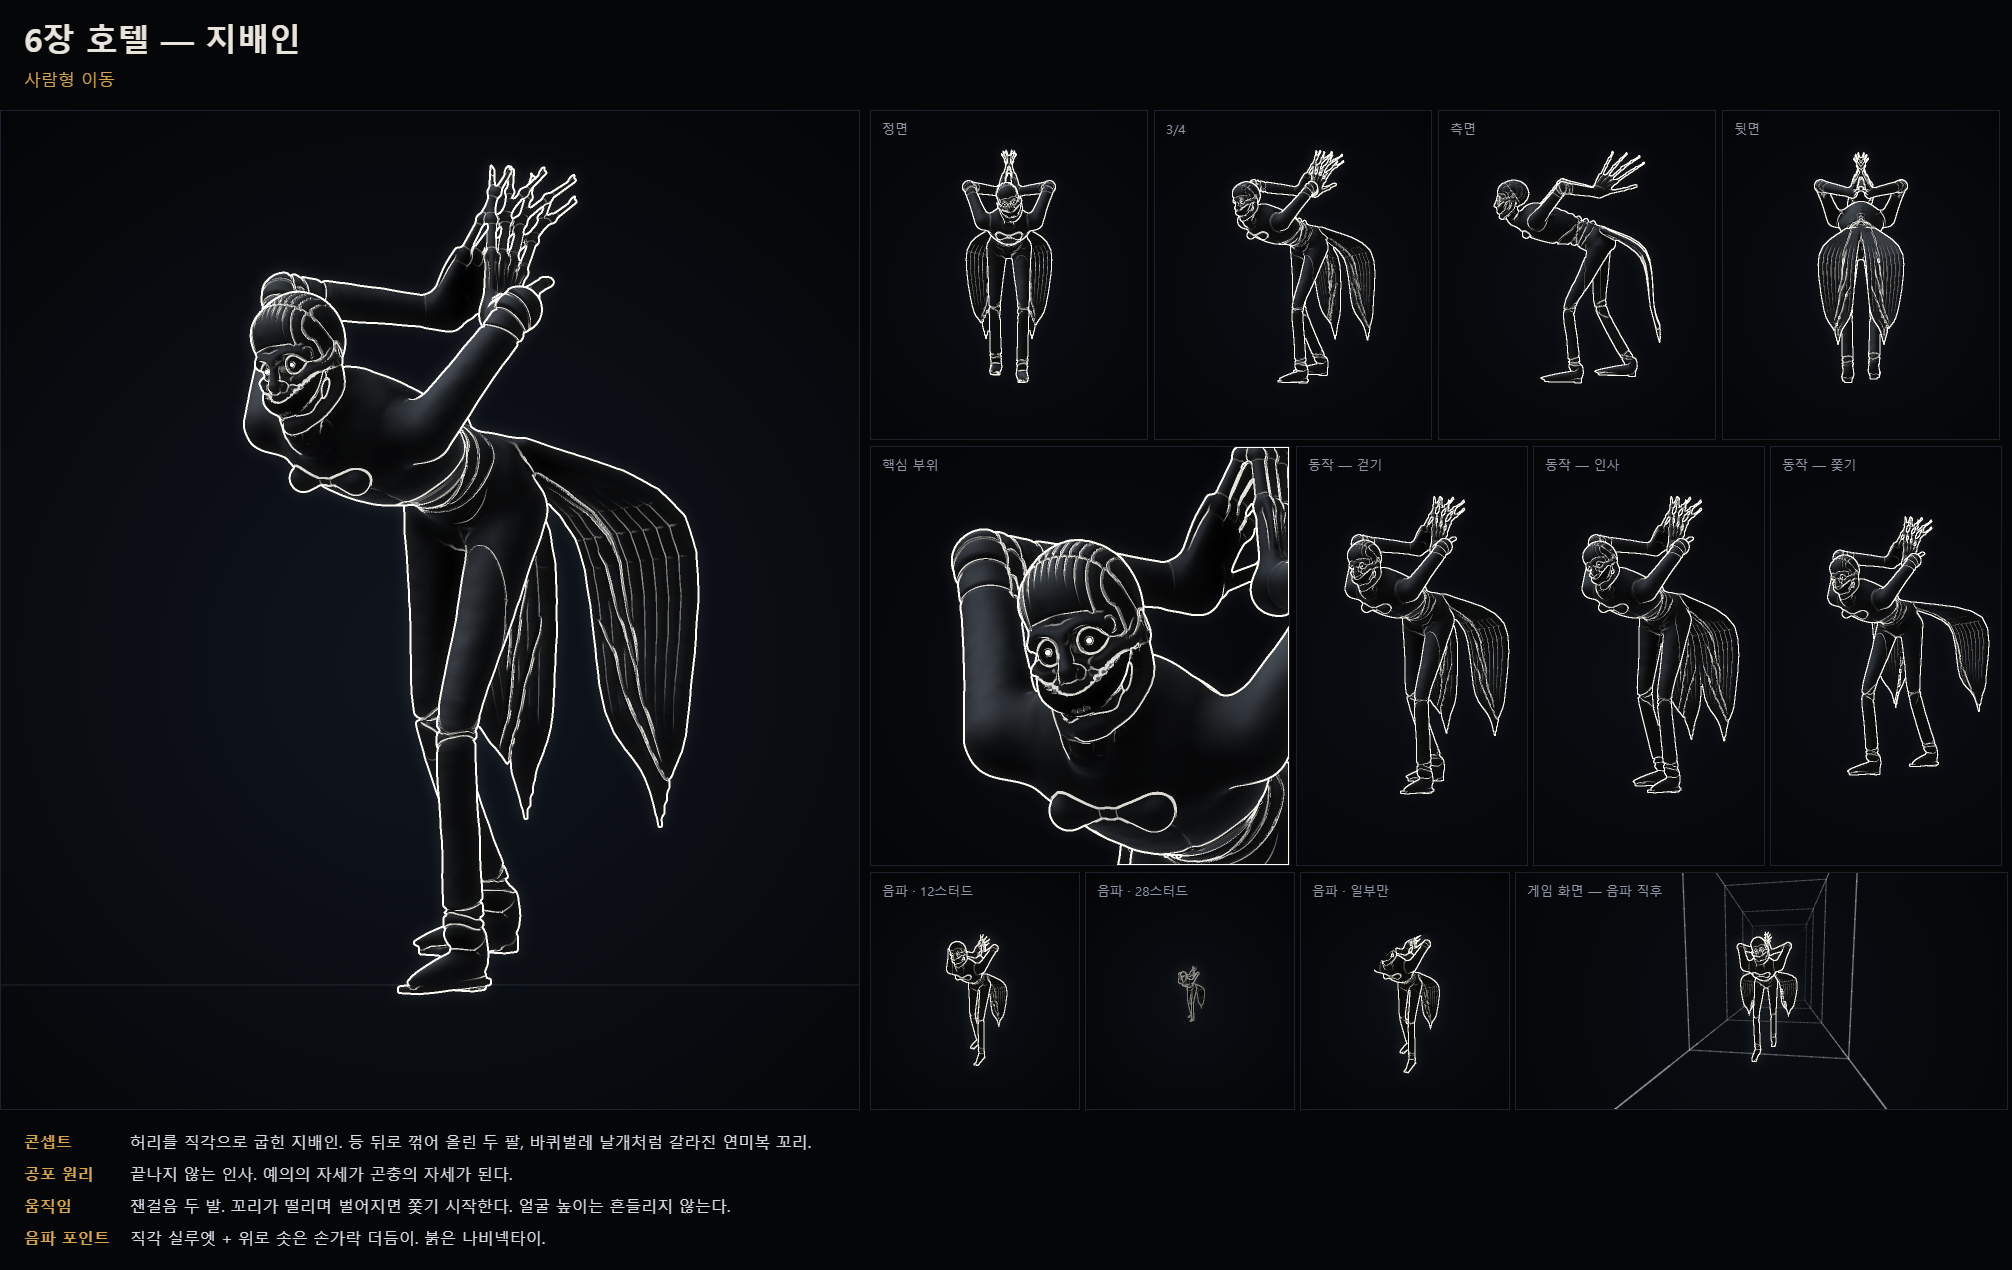 6장 호텔 — 지배인
사람형 이동
정면
3/4
측면
뒷면
핵심 부위
동작 — 걷기
동작 — 인사
동작 — 쫓기
음파 · 12스터드
음파 · 28스터드
음파 · 일부만
게임 화면 — 음파 직후
콘셉트 허리를 직각으로 굽힌 지배인. 등 뒤로 꺾어 올린 두 팔, 바퀴벌레 날개처럼 갈라진 연미복 꼬리.
공포 원리 끝나지 않는 인사. 예의의 자세가 곤충의 자세가 된다.
움직임 잰걸음 두 발. 꼬리가 떨리며 벌어지면 쫓기 시작한다. 얼굴 높이는 흔들리지 않는다.
음파 포인트 직각 실루엣 + 위로 솟은 손가락 더듬이. 붉은 나비넥타이.